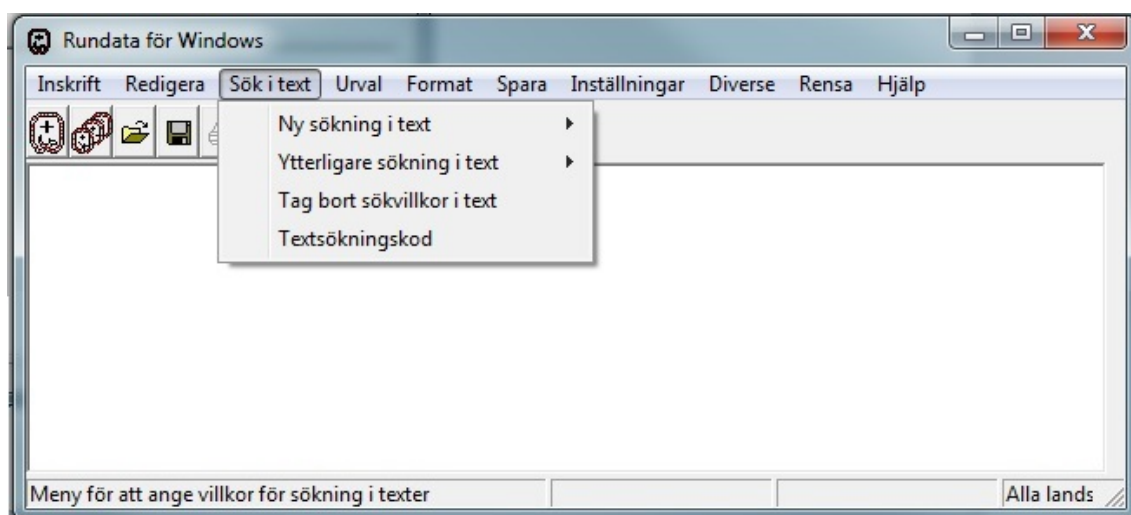 Rundata för Windows
Inskrift Redigera Sök i text Urval Format Spara Inställningar Diverse Rensa Hjälp
Ny sökning i text
Ytterligare sökning i text
Tag bort sökvillkor i text
Textsökningskod
Meny för att ange villkor för sökning i texter Alla lands